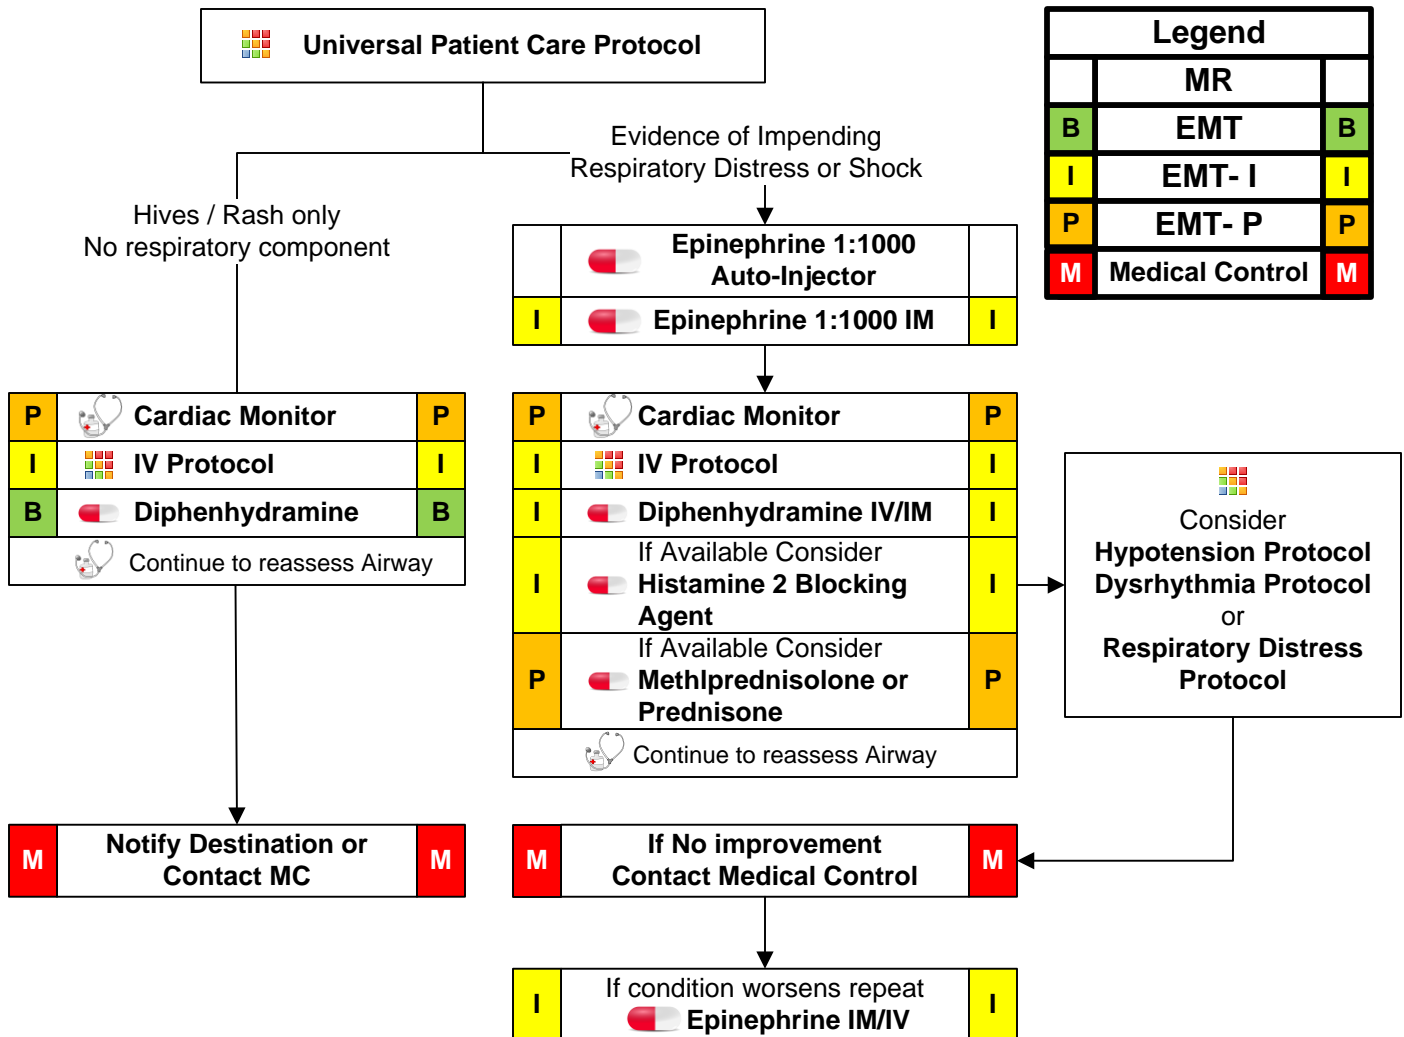 Universal Patient Care Protocol
Legend
MR
B EMT B
I EMT- I I
P EMT- P P
M Medical Control M
Evidence of Impending
Respiratory Distress or Shock
Hives / Rash only
No respiratory component
Epinephrine 1:1000
Auto-Injector
I Epinephrine 1:1000 IM I
P Cardiac Monitor P
I IV Protocol I
B Diphenhydramine B
Continue to reassess Airway
P Cardiac Monitor P
I IV Protocol I
I Diphenhydramine IV/IM I
If Available Consider
I Histamine 2 Blocking I
Agent
If Available Consider
P Methlprednisolone or P
Prednisone
Continue to reassess Airway
Consider
Hypotension Protocol
Dysrhythmia Protocol
or
Respiratory Distress
Protocol
M Notify Destination or M
Contact MC
M If No improvement M
Contact Medical Control
I If condition worsens repeat I
Epinephrine IM/IV